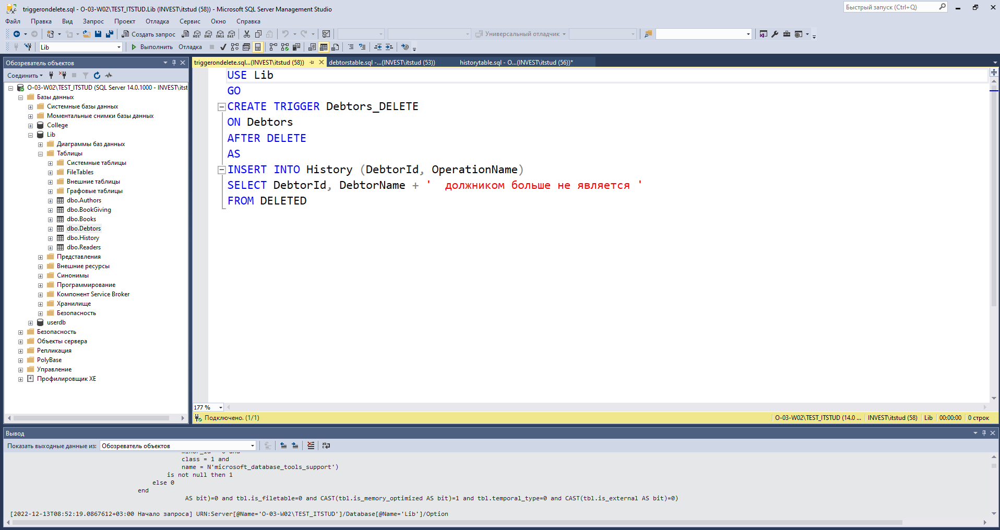 triggerondelete.sql - O-03-W02\TEST_ITSTUD.Lib (INVEST\itstud (58)) - Microsoft SQL Server Management Studio
Быстрый запуск (Ctrl+Q)
Файл Правка Вид Запрос Проект Отладка Сервис Окно Справка
Создать запрос MDX DMX XMLA DAX Универсальный отладчик
Lib Выполнить Отладка
Обозреватель объектов
triggerondelete.sql...(INVEST\itstud (58)) debtorstable.sql -...(INVEST\itstud (53)) historytable.sql - O...(INVEST\itstud (56))*
Соединить
O-03-W02\TEST_ITSTUD (SQL Server 14.0.1000 - INVEST\itst
Базы данных
Системные базы данных
Моментальные снимки базы данных
College
Lib
Диаграммы баз данных
Таблицы
Системные таблицы
FileTables
Внешние таблицы
Графовые таблицы
dbo.Authors
dbo.BookGiving
dbo.Books
dbo.Debtors
dbo.History
dbo.Readers
Представления
Внешние ресурсы
Синонимы
Программирование
Компонент Service Broker
Хранилище
Безопасность
userdb
Безопасность
Объекты сервера
Репликация
PolyBase
Управление
Профилировщик XE
USE Lib
GO
CREATE TRIGGER Debtors_DELETE
ON Debtors
AFTER DELETE
AS
INSERT INTO History (DebtorId, OperationName)
SELECT DebtorId, DebtorName + '  должником больше не является '
FROM DELETED
177 %
Подключено. (1/1) O-03-W02\TEST_ITSTUD (14.0 ... INVEST\itstud (58) Lib 00:00:00 0 строк
Вывод
Показать выходные данные из: Обозреватель объектов
class = 1 and
name = N'microsoft_database_tools_support')
is not null then 1
else 0
end
AS bit)=0 and tbl.is_filetable=0 and CAST(tbl.is_memory_optimized AS bit)=1 and tbl.temporal_type=0 and CAST(tbl.is_external AS bit)=0)
[2022-12-13T08:52:19.0867612+03:00 Начало запроса] URN:Server[@Name='O-03-W02\TEST_ITSTUD']/Database[@Name='Lib']/Option